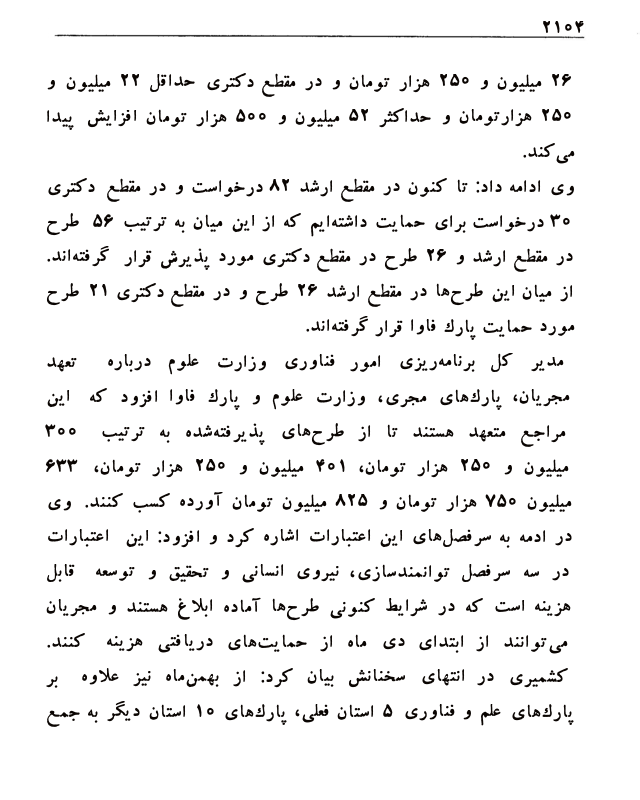 ۲۱۰۴
۲۶ میلیون و ۲۵۰ هزار تومان و در مقطع دکتری حداقل ۲۲ میلیون و
۲۵۰ هزارتومان و حداکثر ۵۲ میلیون و ۵۰۰ هزار تومان افزایش پیدا
می‌کند.
وی ادامه داد: تا کنون در مقطع ارشد ۸۲ درخواست و در مقطع دکتری
۳۰ درخواست برای حمایت داشته‌ایم که از این میان به ترتیب ۵۶ طرح
در مقطع ارشد و ۲۶ طرح در مقطع دکتری مورد پذیرش قرار گرفته‌اند.
از میان این طرح‌ها در مقطع ارشد ۲۶ طرح و در مقطع دکتری ۲۱ طرح
مورد حمایت پارك فاوا قرار گرفته‌اند.
مدیر کل برنامه‌ریزی امور فناوری وزارت علوم درباره تعهد
مجریان، پارك‌های مجری، وزارت علوم و پارك فاوا افزود که این
مراجع متعهد هستند تا از طرح‌های پذیرفته‌شده به ترتیب ۳۰۰
میلیون و ۲۵۰ هزار تومان، ۴۰۱ میلیون و ۲۵۰ هزار تومان، ۶۳۳
میلیون ۷۵۰ هزار تومان و ۸۲۵ میلیون تومان آورده کسب کنند. وی
در ادمه به سرفصل‌های این اعتبارات اشاره کرد و افزود: این اعتبارات
در سه سرفصل توانمندسازی، نیروی انسانی و تحقیق و توسعه قابل
هزینه است که در شرایط کنونی طرح‌ها آماده ابلاغ هستند و مجریان
می‌توانند از ابتدای دی ماه از حمایت‌های دریافتی هزینه کنند.
کشمیری در انتهای سخنانش بیان کرد: از بهمن‌ماه نیز علاوه بر
پارك‌های علم و فناوری ۵ استان فعلی، پارك‌های ۱۰ استان دیگر به جمع